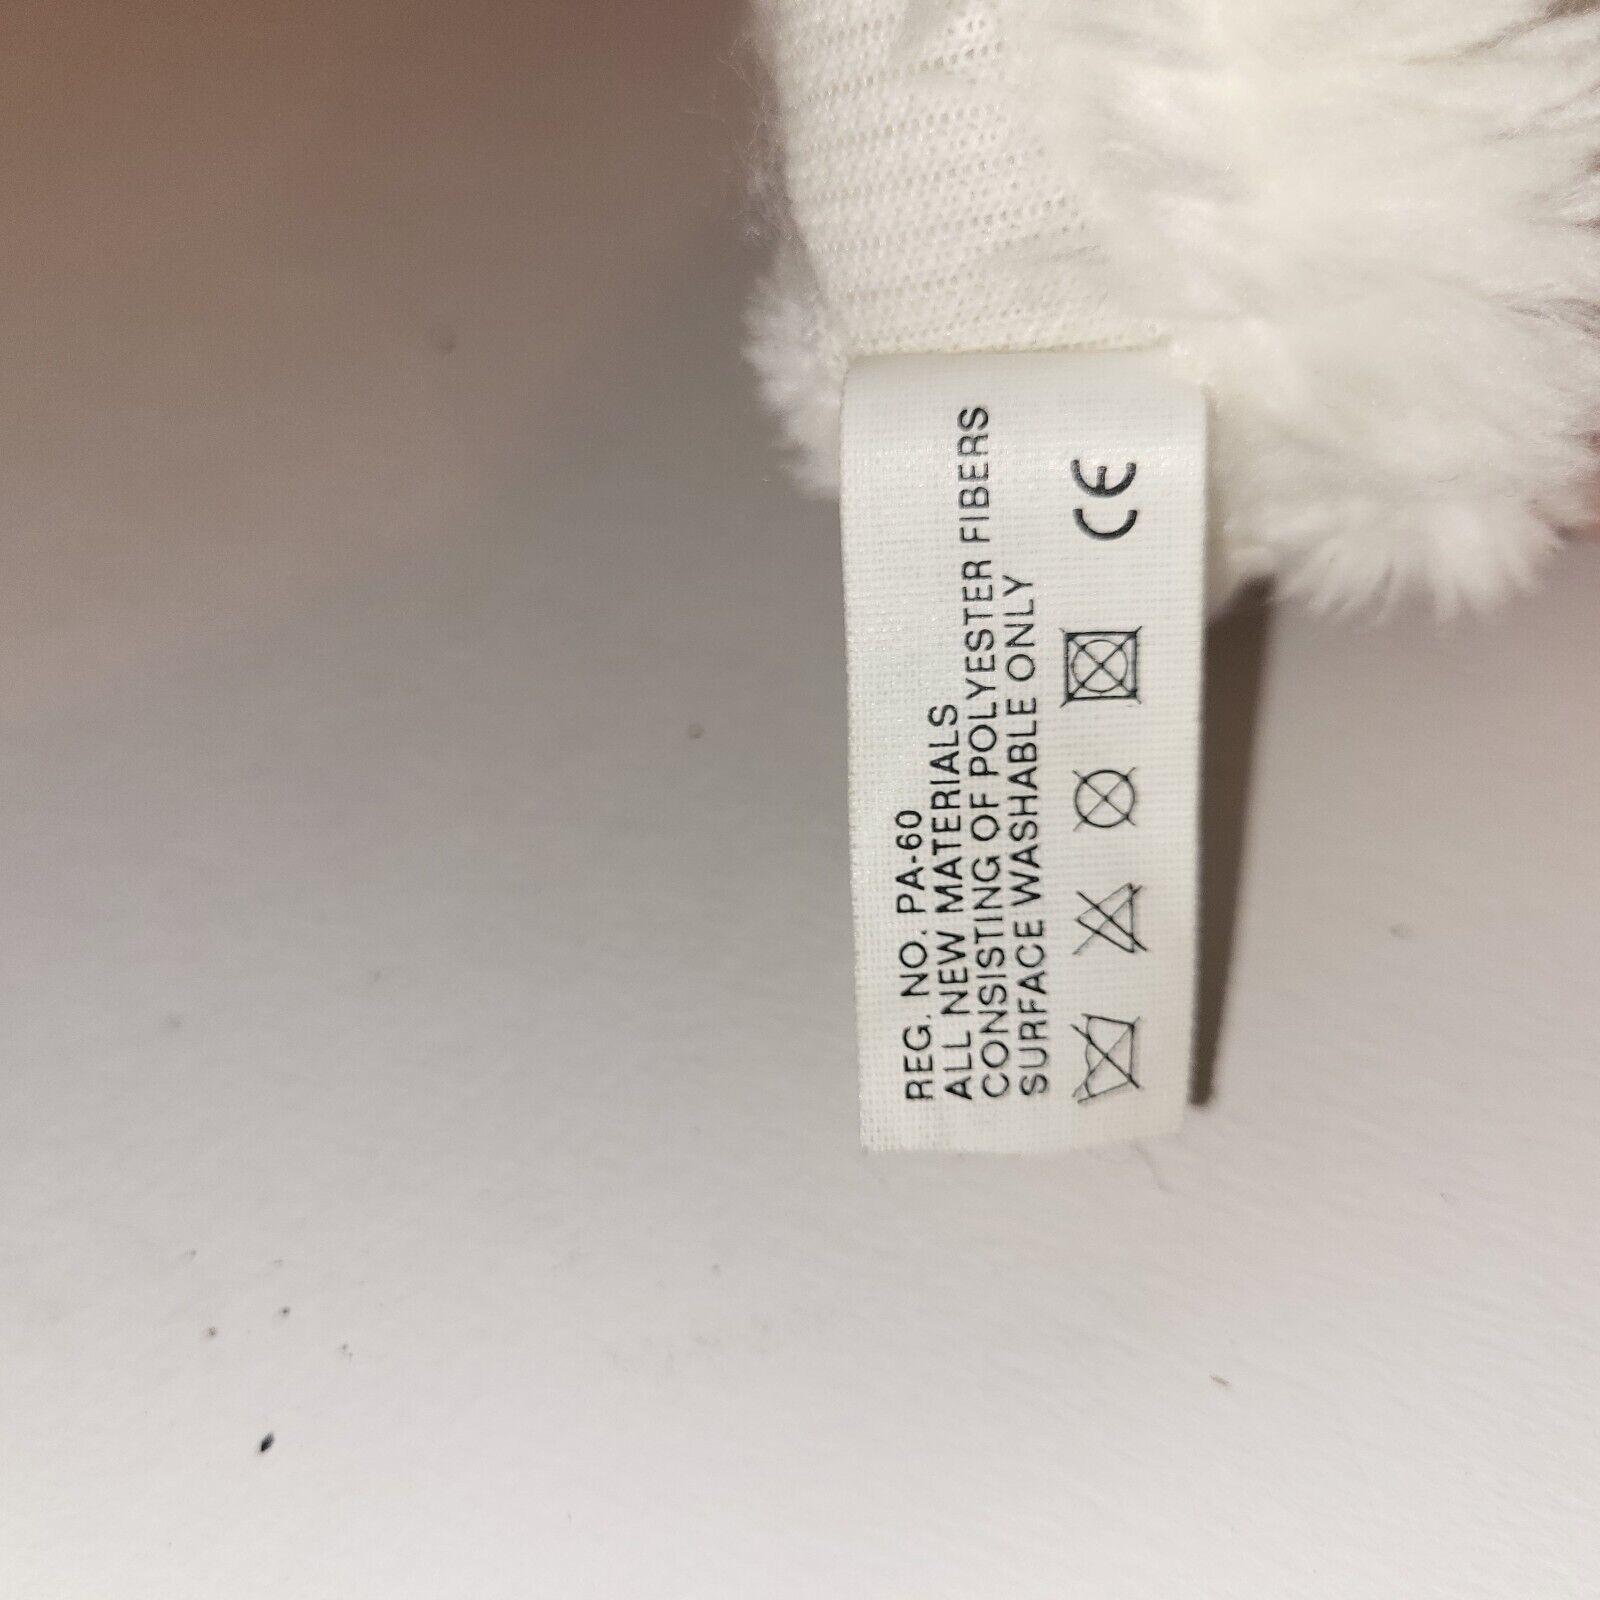 REG. NO. PA-60
ALL NEW MATERIALS
CONSISTING OF POLYESTER FIBERS
SURFACE WASHABLE ONLY
CE